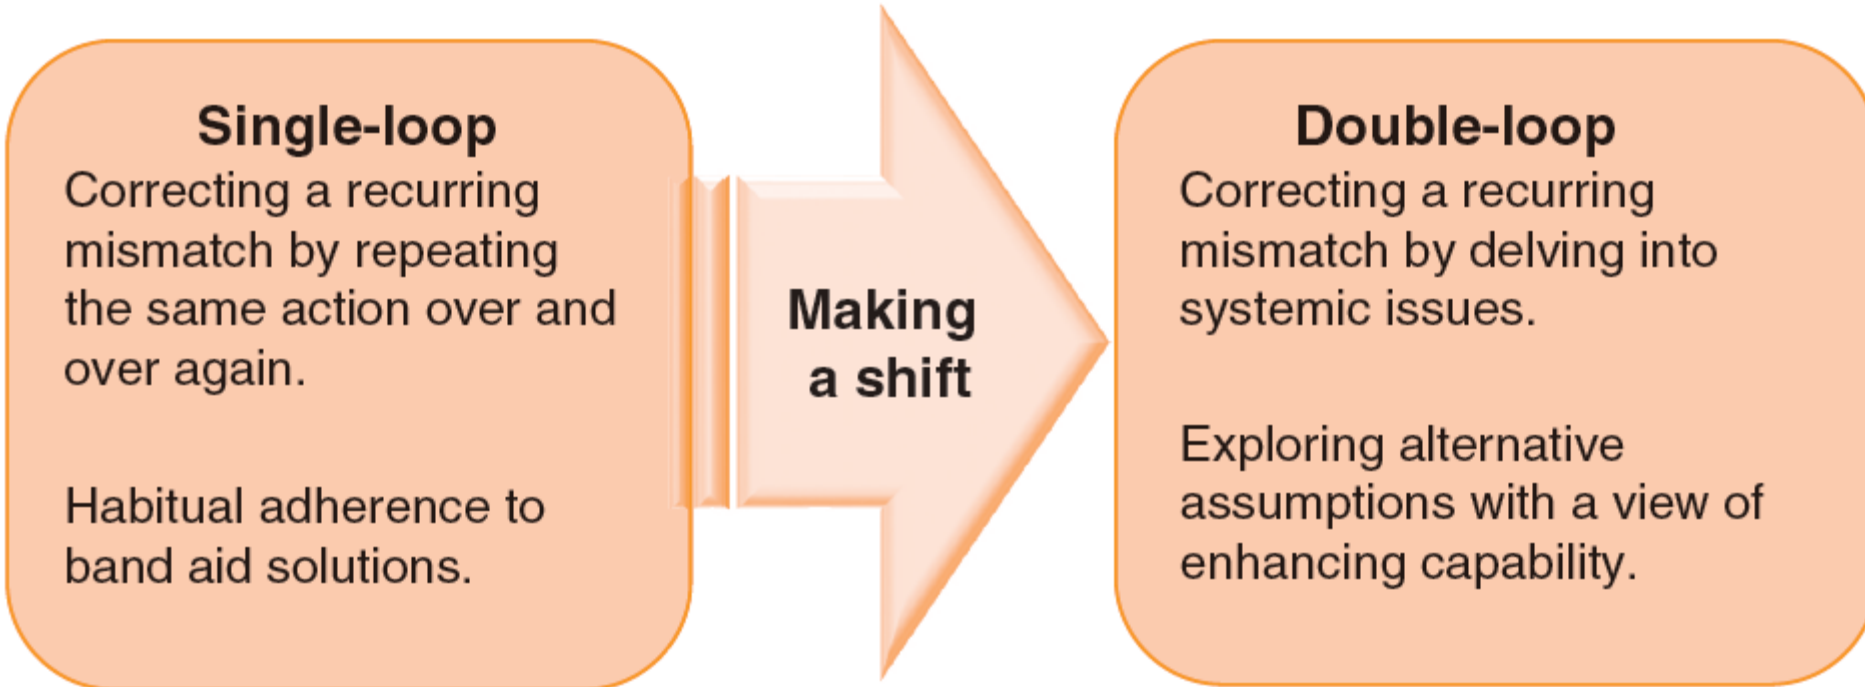 Single-loop
Correcting a recurring
mismatch by repeating
the same action over and
over again.
Habitual adherence to
band aid solutions.
Making
a shift
Double-loop
Correcting a recurring
mismatch by delving into
systemic issues.
Exploring alternative
assumptions with a view of
enhancing capability.